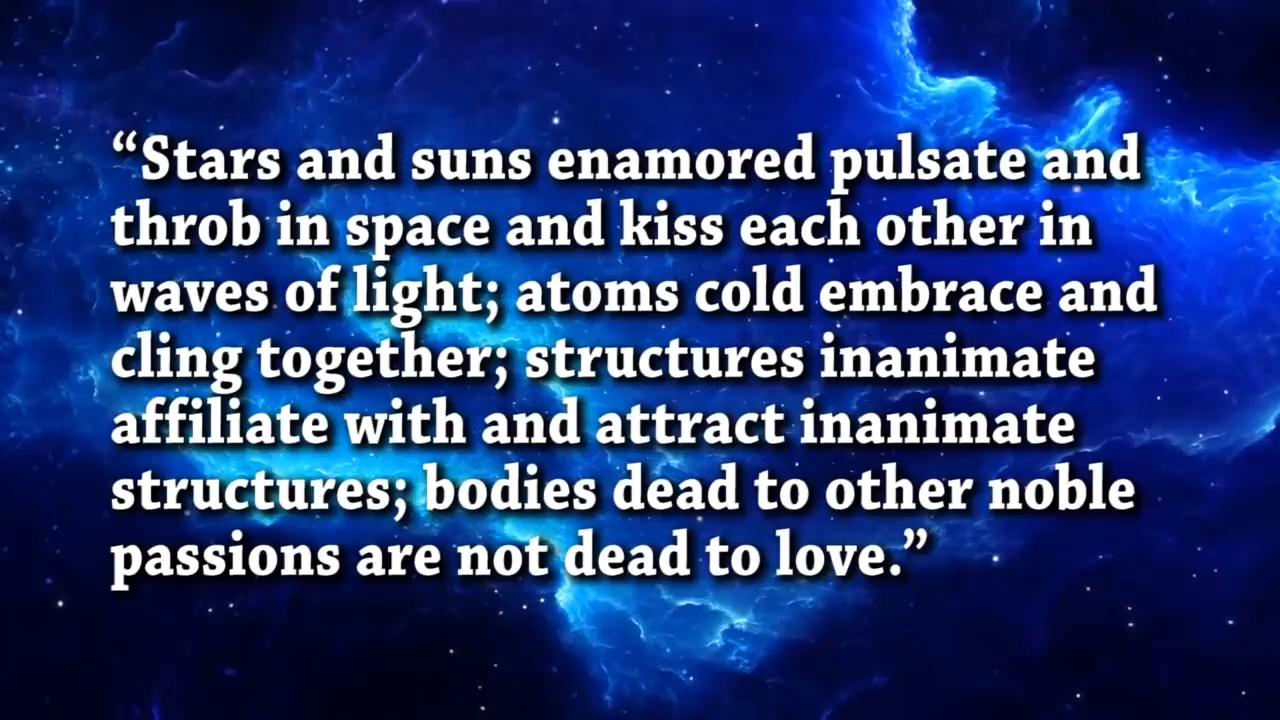 “Stars and suns enamored pulsate and
throb in space and kiss each other in
waves of light; atoms cold embrace and
cling together; structures inanimate
affiliate with and attract inanimate
structures; bodies dead to other noble
passions are not dead to love.”